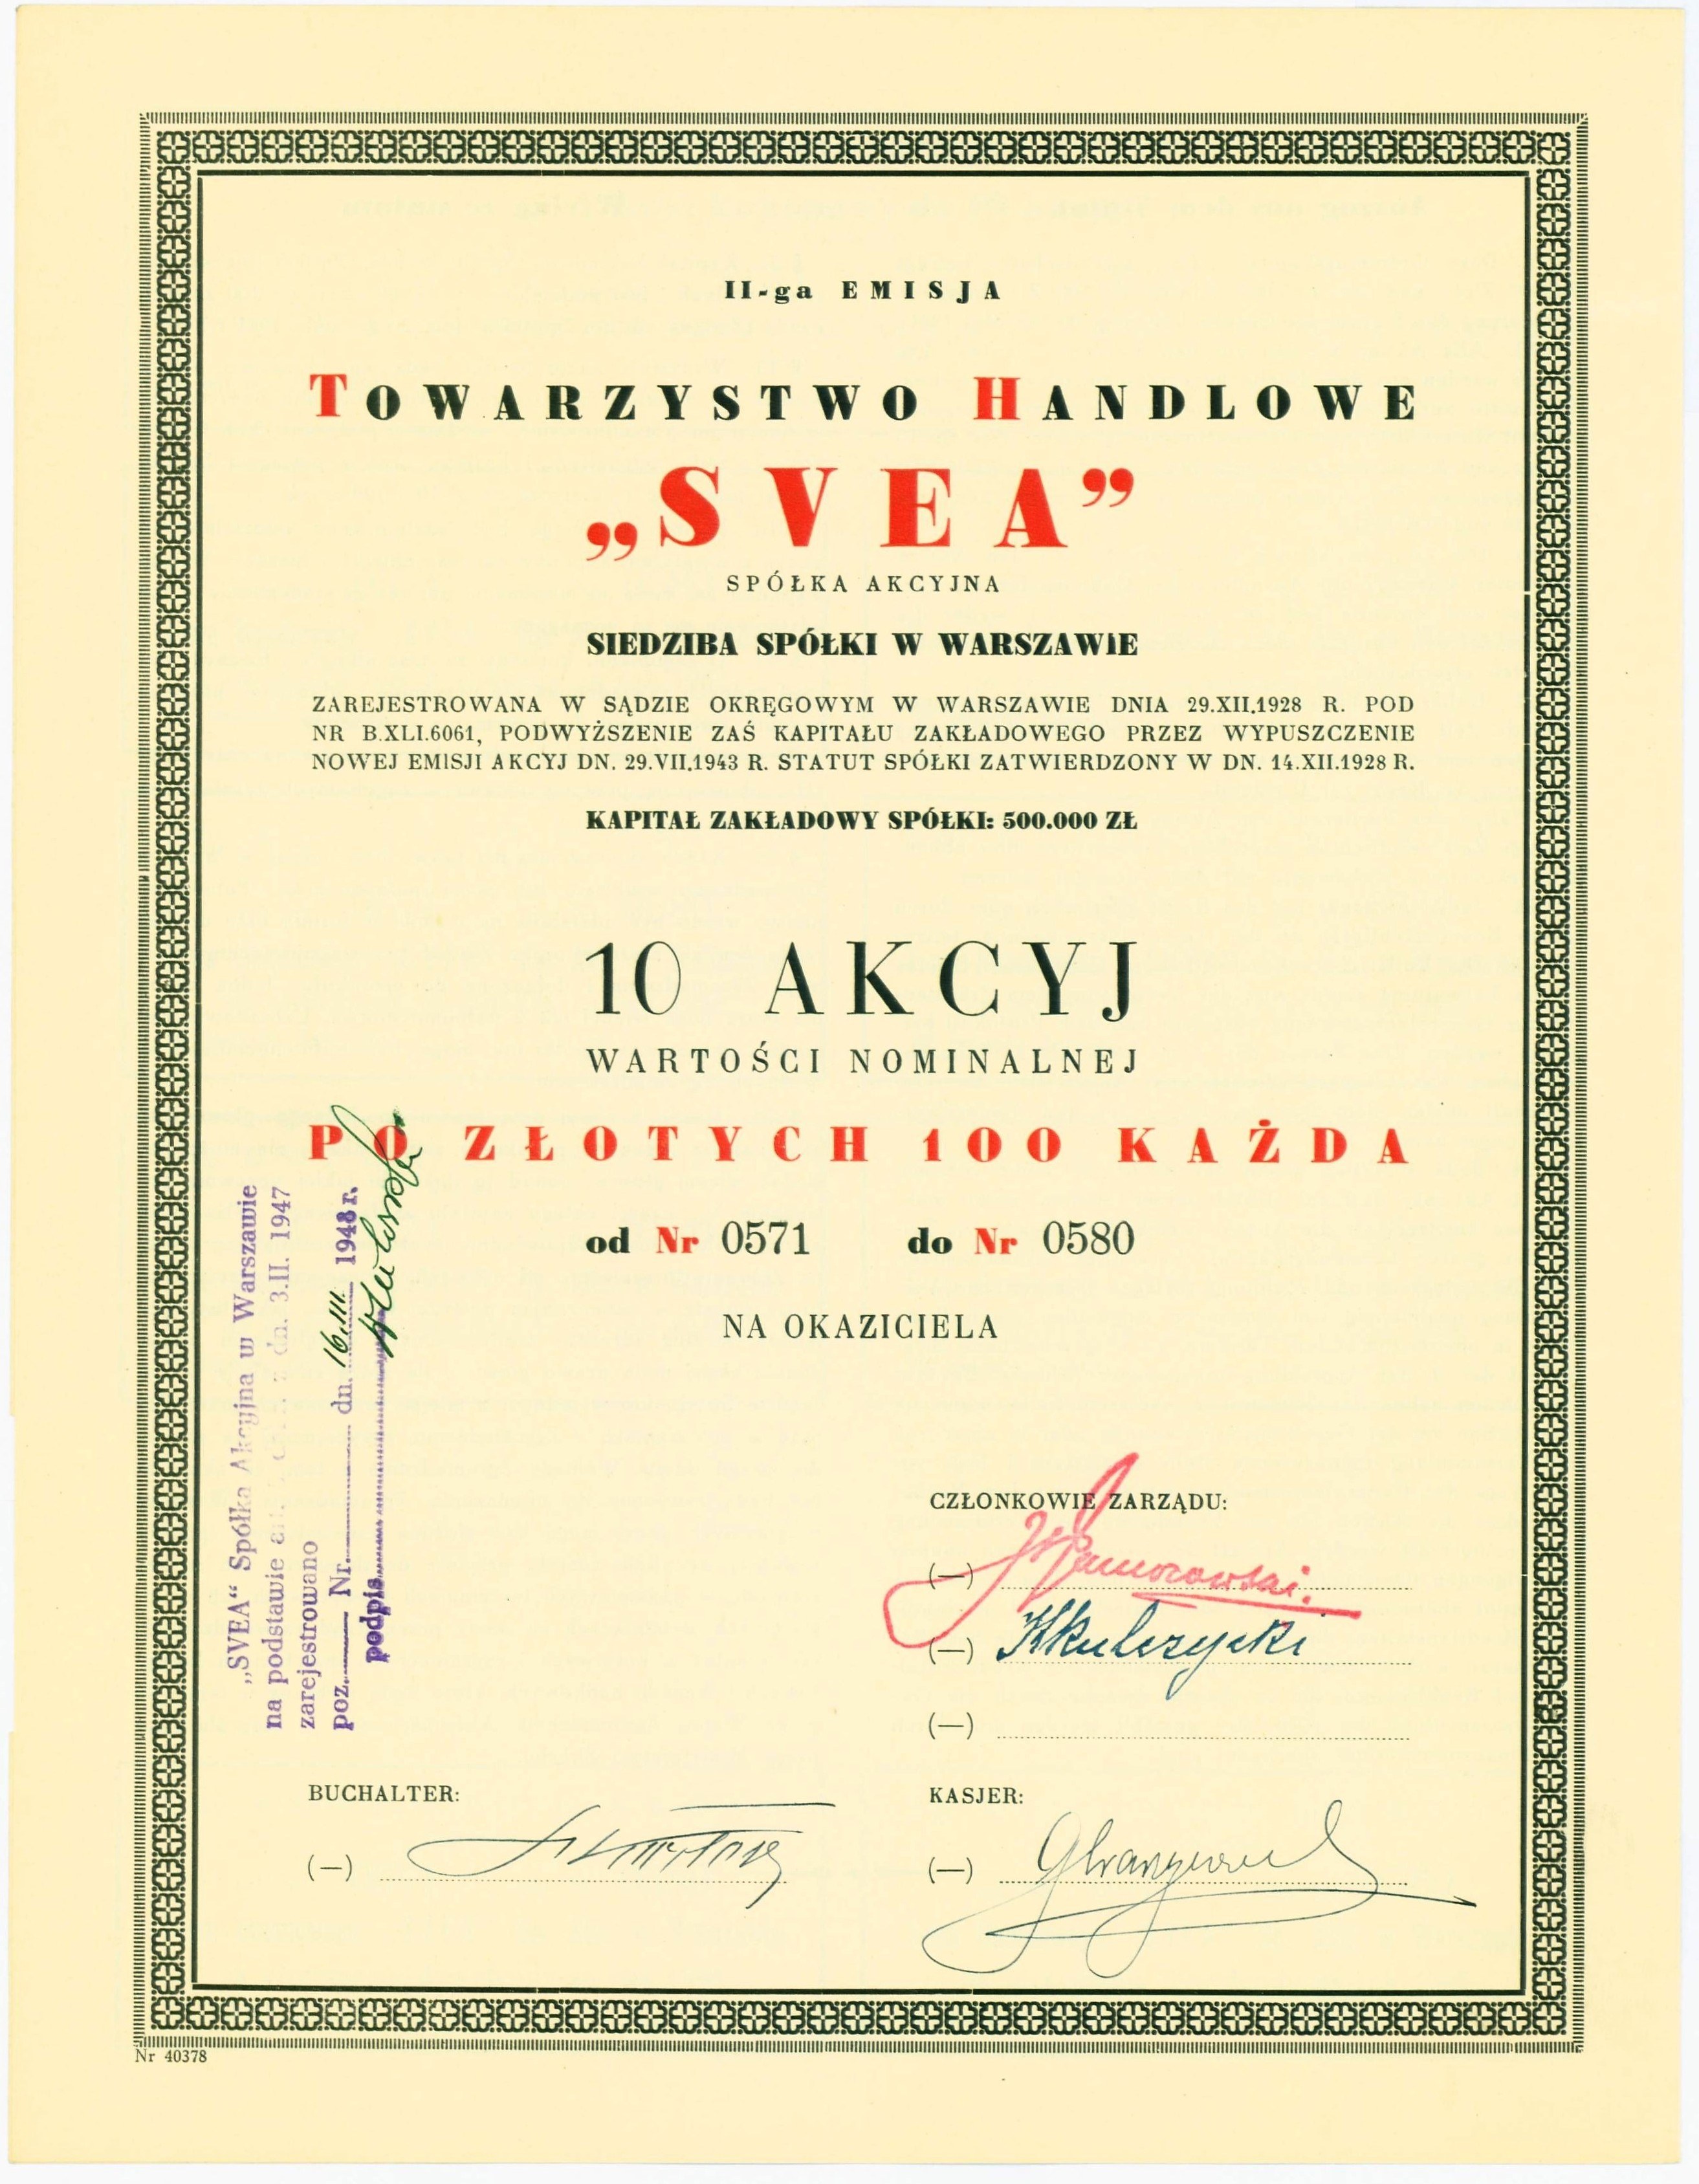 II-ga EMISJA
TOWARZYSTWO HANDLOWE
„SVEA”
SPÓŁKA AKCYJNA
SIEDZIBA SPÓŁKI W WARSZAWIE
ZAREJESTROWANA W SĄDZIE OKRĘGOWYM W WARSZAWIE DNIA 29.XII.1928 R. POD
NR B.XLI.6061, PODWYŻSZENIE ZAŚ KAPITAŁU ZAKŁADOWEGO PRZEZ WYPUSZCZENIE
NOWEJ EMISJI AKCYJ DN. 29.VII.1943 R. STATUT SPÓŁKI ZATWIERDZONY W DN. 14.XII.1928 R.
KAPITAŁ ZAKŁADOWY SPÓŁKI: 500.000 ZŁ
10 AKCYJ
WARTOŚCI NOMINALNEJ
PO ZŁOTYCH 100 KAŻDA
od Nr 0571 do Nr 0580
NA OKAZICIELA
„SVEA“ Spółka Akcyjna w Warszawie
na podstawie z dn. 3.II. 1947
zarejestrowano
poz. Nr. dn. 16.III. 1948 r.
podpis
CZŁONKOWIE ZARZĄDU:
(—)
(—) Kulczycki
(—)
BUCHALTER:
(—)
KASJER:
(—)
Nr 40378